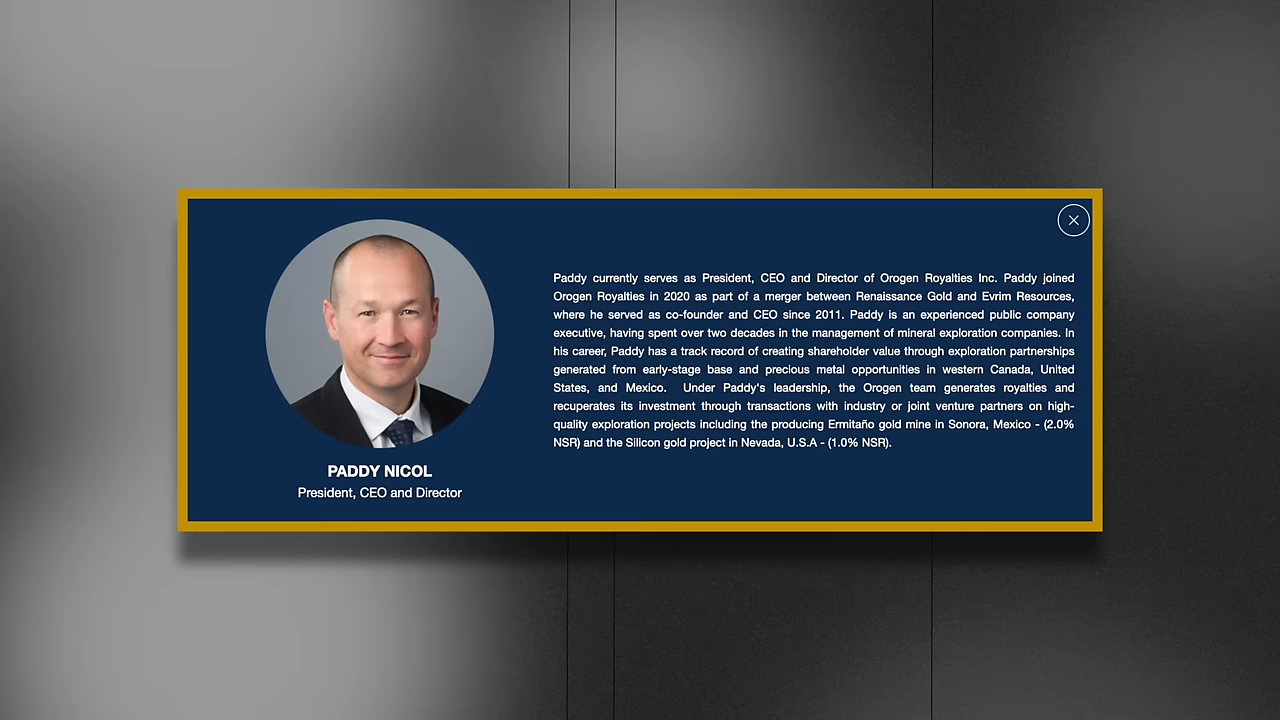 Paddy currently serves as President, CEO and Director of Orogen Royalties Inc. Paddy joined
Orogen Royalties in 2020 as part of a merger between Renaissance Gold and Evrim Resources,
where he served as co-founder and CEO since 2011. Paddy is an experienced public company
executive, having spent over two decades in the management of mineral exploration companies. In
his career, Paddy has a track record of creating shareholder value through exploration partnerships
generated from early-stage base and precious metal opportunities in western Canada, United
States, and Mexico.  Under Paddy's leadership, the Orogen team generates royalties and
recuperates its investment through transactions with industry or joint venture partners on high-
quality exploration projects including the producing Ermitaño gold mine in Sonora, Mexico - (2.0%
NSR) and the Silicon gold project in Nevada, U.S.A - (1.0% NSR).
PADDY NICOL
President, CEO and Director